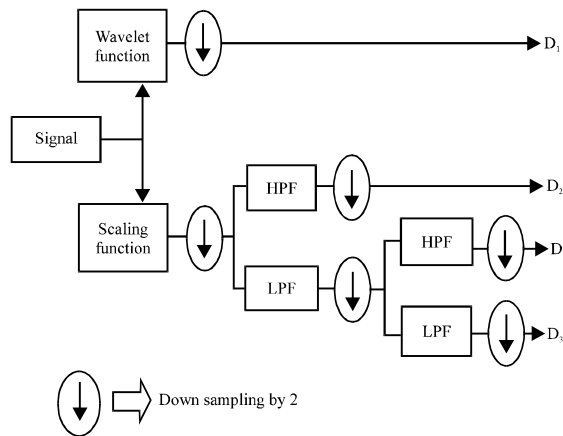 Wavelet
function
D₁
Signal
Scaling
function
HPF
D₂
LPF
HPF
D
LPF
D₃
Down sampling by 2